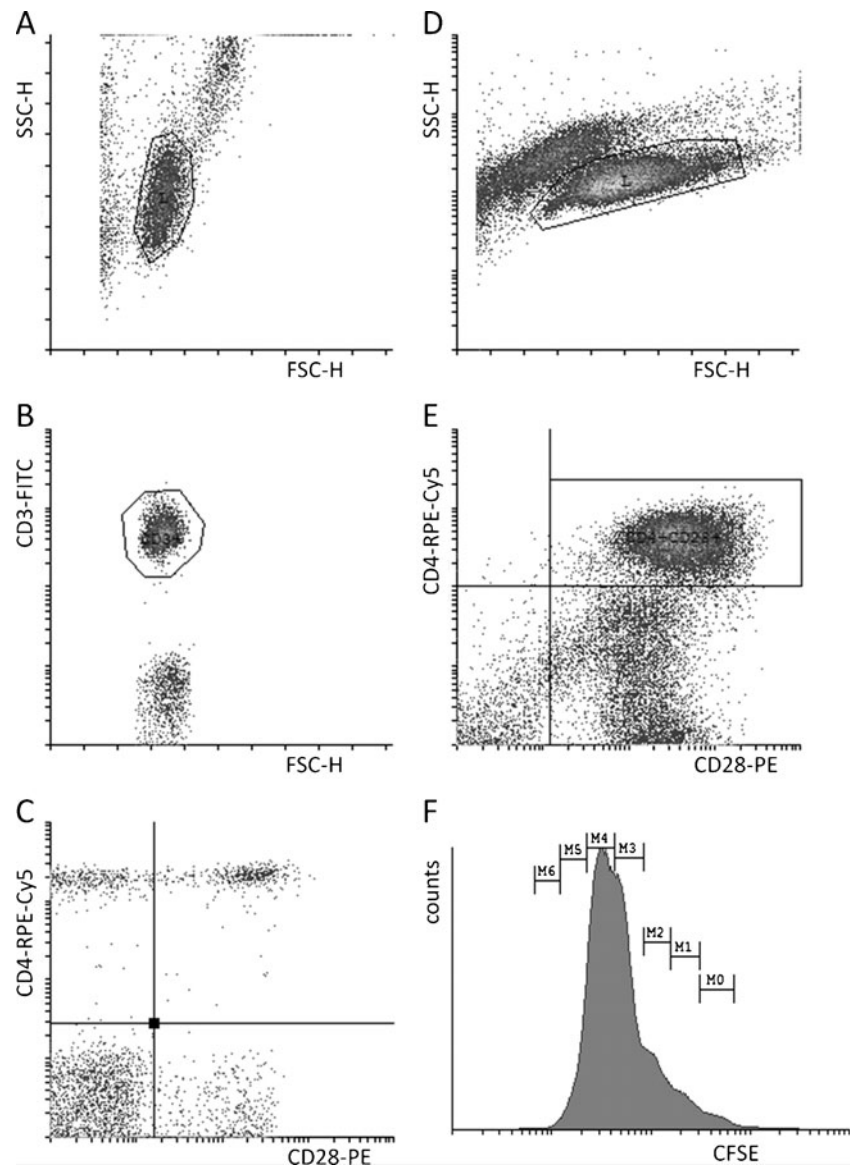 A
SSC-H
L
FSC-H
D
SSC-H
L
FSC-H
B
CD3-FITC
CD3+
FSC-H
E
CD4-RPE-Cy5
CD4+CD28+
CD28-PE
C
CD4-RPE-Cy5
CD28-PE
F
counts
M6
M5
M4
M3
M2
M1
M0
CFSE